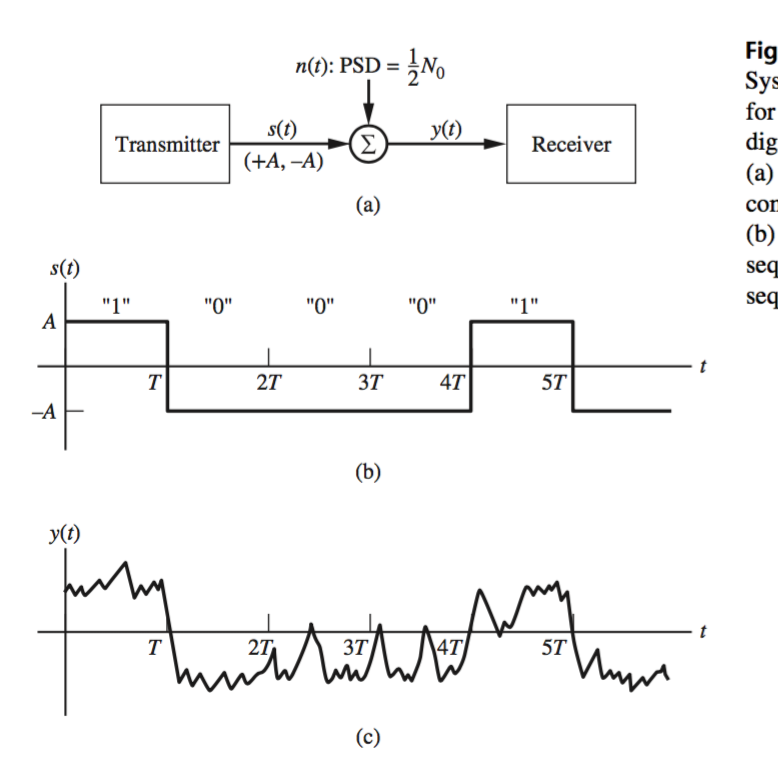 n(t): PSD = \frac{1}{2}N_0
Transmitter
s(t)
(+A, –A)
Σ
y(t)
Receiver
(a)
s(t)
"1" "0" "0" "0" "1"
A
T 2T 3T 4T 5T
t
–A
(b)
y(t)
t
T 2T 3T 4T 5T
(c)
Fig
Sys
for
dig
(a)
con
(b)
seq
seq